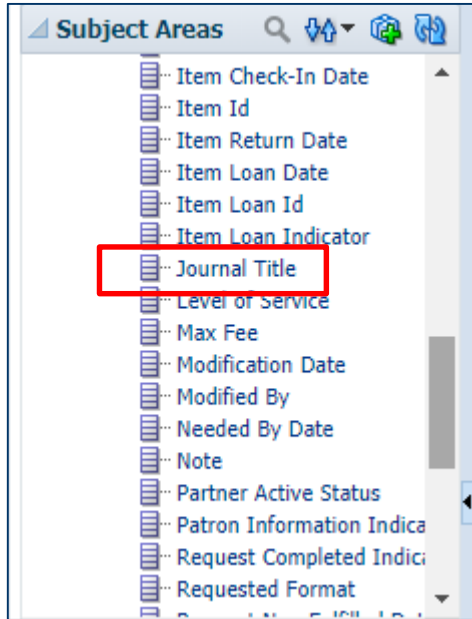 Subject Areas
Item Check-In Date
Item Id
Item Return Date
Item Loan Date
Item Loan Id
Item Loan Indicator
Journal Title
Level of Service
Max Fee
Modification Date
Modified By
Needed By Date
Note
Partner Active Status
Patron Information Indica
Request Completed Indica
Requested Format